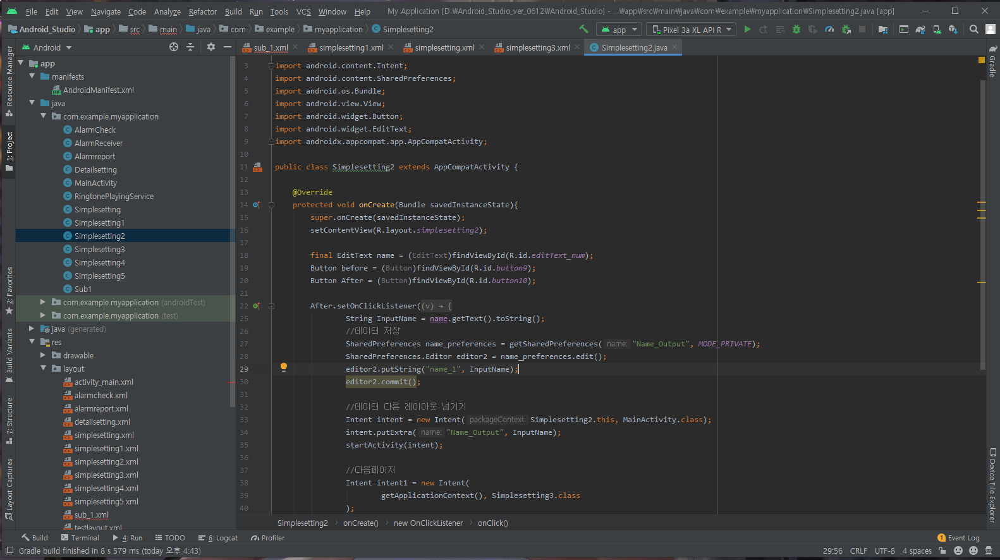 File Edit View Navigate Code Analyze Refactor Build Run Tools VCS Window Help My Application [D:₩Android_Studio_ver_0612₩Android_Studio] - ...₩app₩src₩main₩java₩com₩example₩myapplication₩Simplesetting2.java [app]
Android_Studio app src main java com example myapplication Simplesetting2 app Pixel 3a XL API R
Android sub_1.xml simplesetting1.xml simplesetting.xml simplesetting3.xml Simplesetting2.java
Resource Manager
1: Project
2: Favorites
Build Variants
7: Structure
Layout Captures
app
manifests
AndroidManifest.xml
java
com.example.myapplication
AlarmCheck
AlarmReceiver
Alarmreport
Detailsetting
MainActivity
RingtonePlayingService
Simplesetting
Simplesetting1
Simplesetting2
Simplesetting3
Simplesetting4
Simplesetting5
Sub1
com.example.myapplication (androidTest)
com.example.myapplication (test)
java (generated)
res
drawable
layout
activity_main.xml
alarmcheck.xml
alarmreport.xml
detailsetting.xml
simplesetting.xml
simplesetting1.xml
simplesetting2.xml
simplesetting3.xml
simplesetting4.xml
simplesetting5.xml
sub_1.xml
testlayout.xml
3 import android.content.Intent;
4 import android.content.SharedPreferences;
5 import android.os.Bundle;
6 import android.view.View;
7 import android.widget.Button;
8 import android.widget.EditText;
9 import androidx.appcompat.app.AppCompatActivity;
10
11 public class Simplesetting2 extends AppCompatActivity {
12
13 @Override
14 protected void onCreate(Bundle savedInstanceState){
15 super.onCreate(savedInstanceState);
16 setContentView(R.layout.simplesetting2);
17
18 final EditText name = (EditText)findViewById(R.id.editText_num);
19 Button before = (Button)findViewById(R.id.button9);
20 Button After = (Button)findViewById(R.id.button10);
21
22 After.setOnClickListener((v) → {
25 String InputName = name.getText().toString();
26 //데이터 저장
27 SharedPreferences name_preferences = getSharedPreferences( name: "Name_Output", MODE_PRIVATE);
28 SharedPreferences.Editor editor2 = name_preferences.edit();
29 editor2.putString("name_1", InputName);
30 editor2.commit();
31
32 //데이터 다른 레이아웃 넘기기
33 Intent intent = new Intent( packageContext: Simplesetting2.this, MainActivity.class);
34 intent.putExtra( name: "Name_Output", InputName);
35 startActivity(intent);
36
37 //다음페이지
38 Intent intent1 = new Intent(
39 getApplicationContext(), Simplesetting3.class
40 );
Simplesetting2 onCreate() new OnClickListener onClick()
Gradle
Device File Explorer
Build Terminal 4: Run TODO 6: Logcat Profiler 1 Event Log
Gradle build finished in 8 s 579 ms (today 오후 4:43) 29:56 CRLF UTF-8 4 spaces